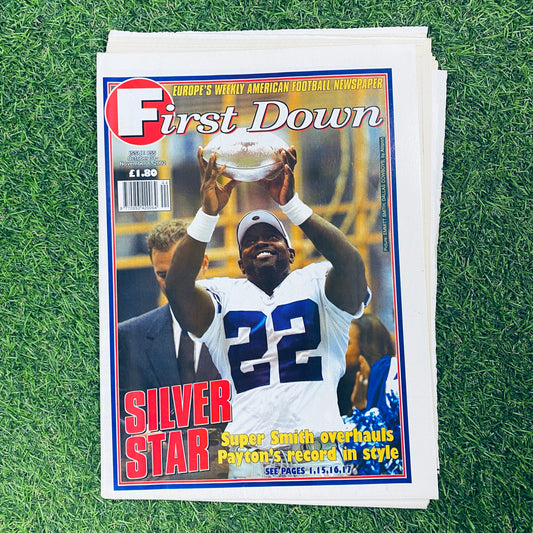 EUROPE'S WEEKLY AMERICAN FOOTBALL NEWSPAPER
First Down
£1.80
22
SILVER
STAR
Super Smith overhauls
Payton's record in style
SEE PAGES 1,15,16,17